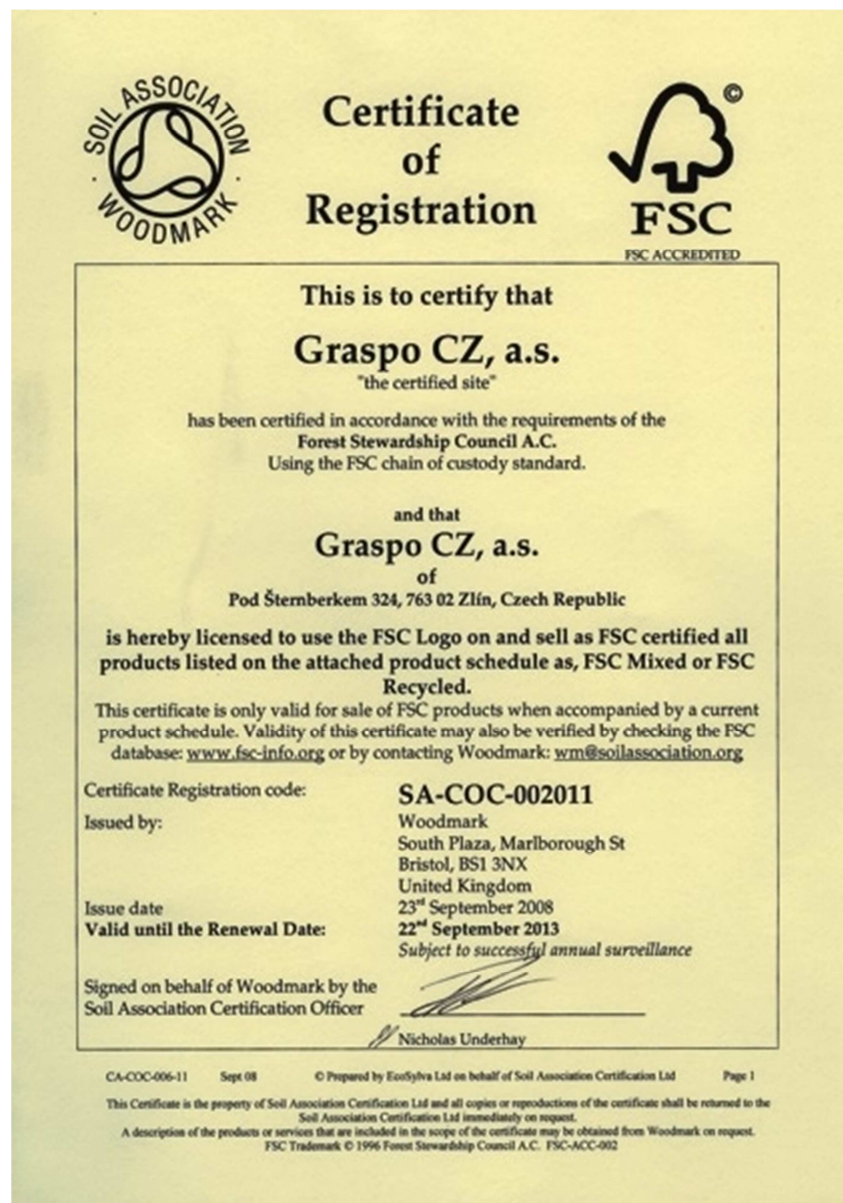 SOIL ASSOCIATION
· WOODMARK ·
Certificate
of
Registration
©
FSC
FSC ACCREDITED
This is to certify that
Graspo CZ, a.s.
"the certified site"
has been certified in accordance with the requirements of the
Forest Stewardship Council A.C.
Using the FSC chain of custody standard.
and that
Graspo CZ, a.s.
of
Pod Šternberkem 324, 763 02 Zlín, Czech Republic
is hereby licensed to use the FSC Logo on and sell as FSC certified all
products listed on the attached product schedule as, FSC Mixed or FSC
Recycled.
This certificate is only valid for sale of FSC products when accompanied by a current
product schedule. Validity of this certificate may also be verified by checking the FSC
database: www.fsc-info.org or by contacting Woodmark: wm@soilassociation.org
Certificate Registration code: SA-COC-002011
Issued by: Woodmark
South Plaza, Marlborough St
Bristol, BS1 3NX
United Kingdom
Issue date 23rd September 2008
Valid until the Renewal Date: 22nd September 2013
Subject to successful annual surveillance
Signed on behalf of Woodmark by the
Soil Association Certification Officer
Nicholas Underhay
CA-COC-006-11 Sept 08 © Prepared by EcoSylva Ltd on behalf of Soil Association Certification Ltd Page 1
This Certificate is the property of Soil Association Certification Ltd and all copies or reproductions of the certificate shall be returned to the
Soil Association Certification Ltd immediately on request.
A description of the products or services that are included in the scope of the certificate may be obtained from Woodmark on request.
FSC Trademark © 1996 Forest Stewardship Council A.C. FSC-ACC-002